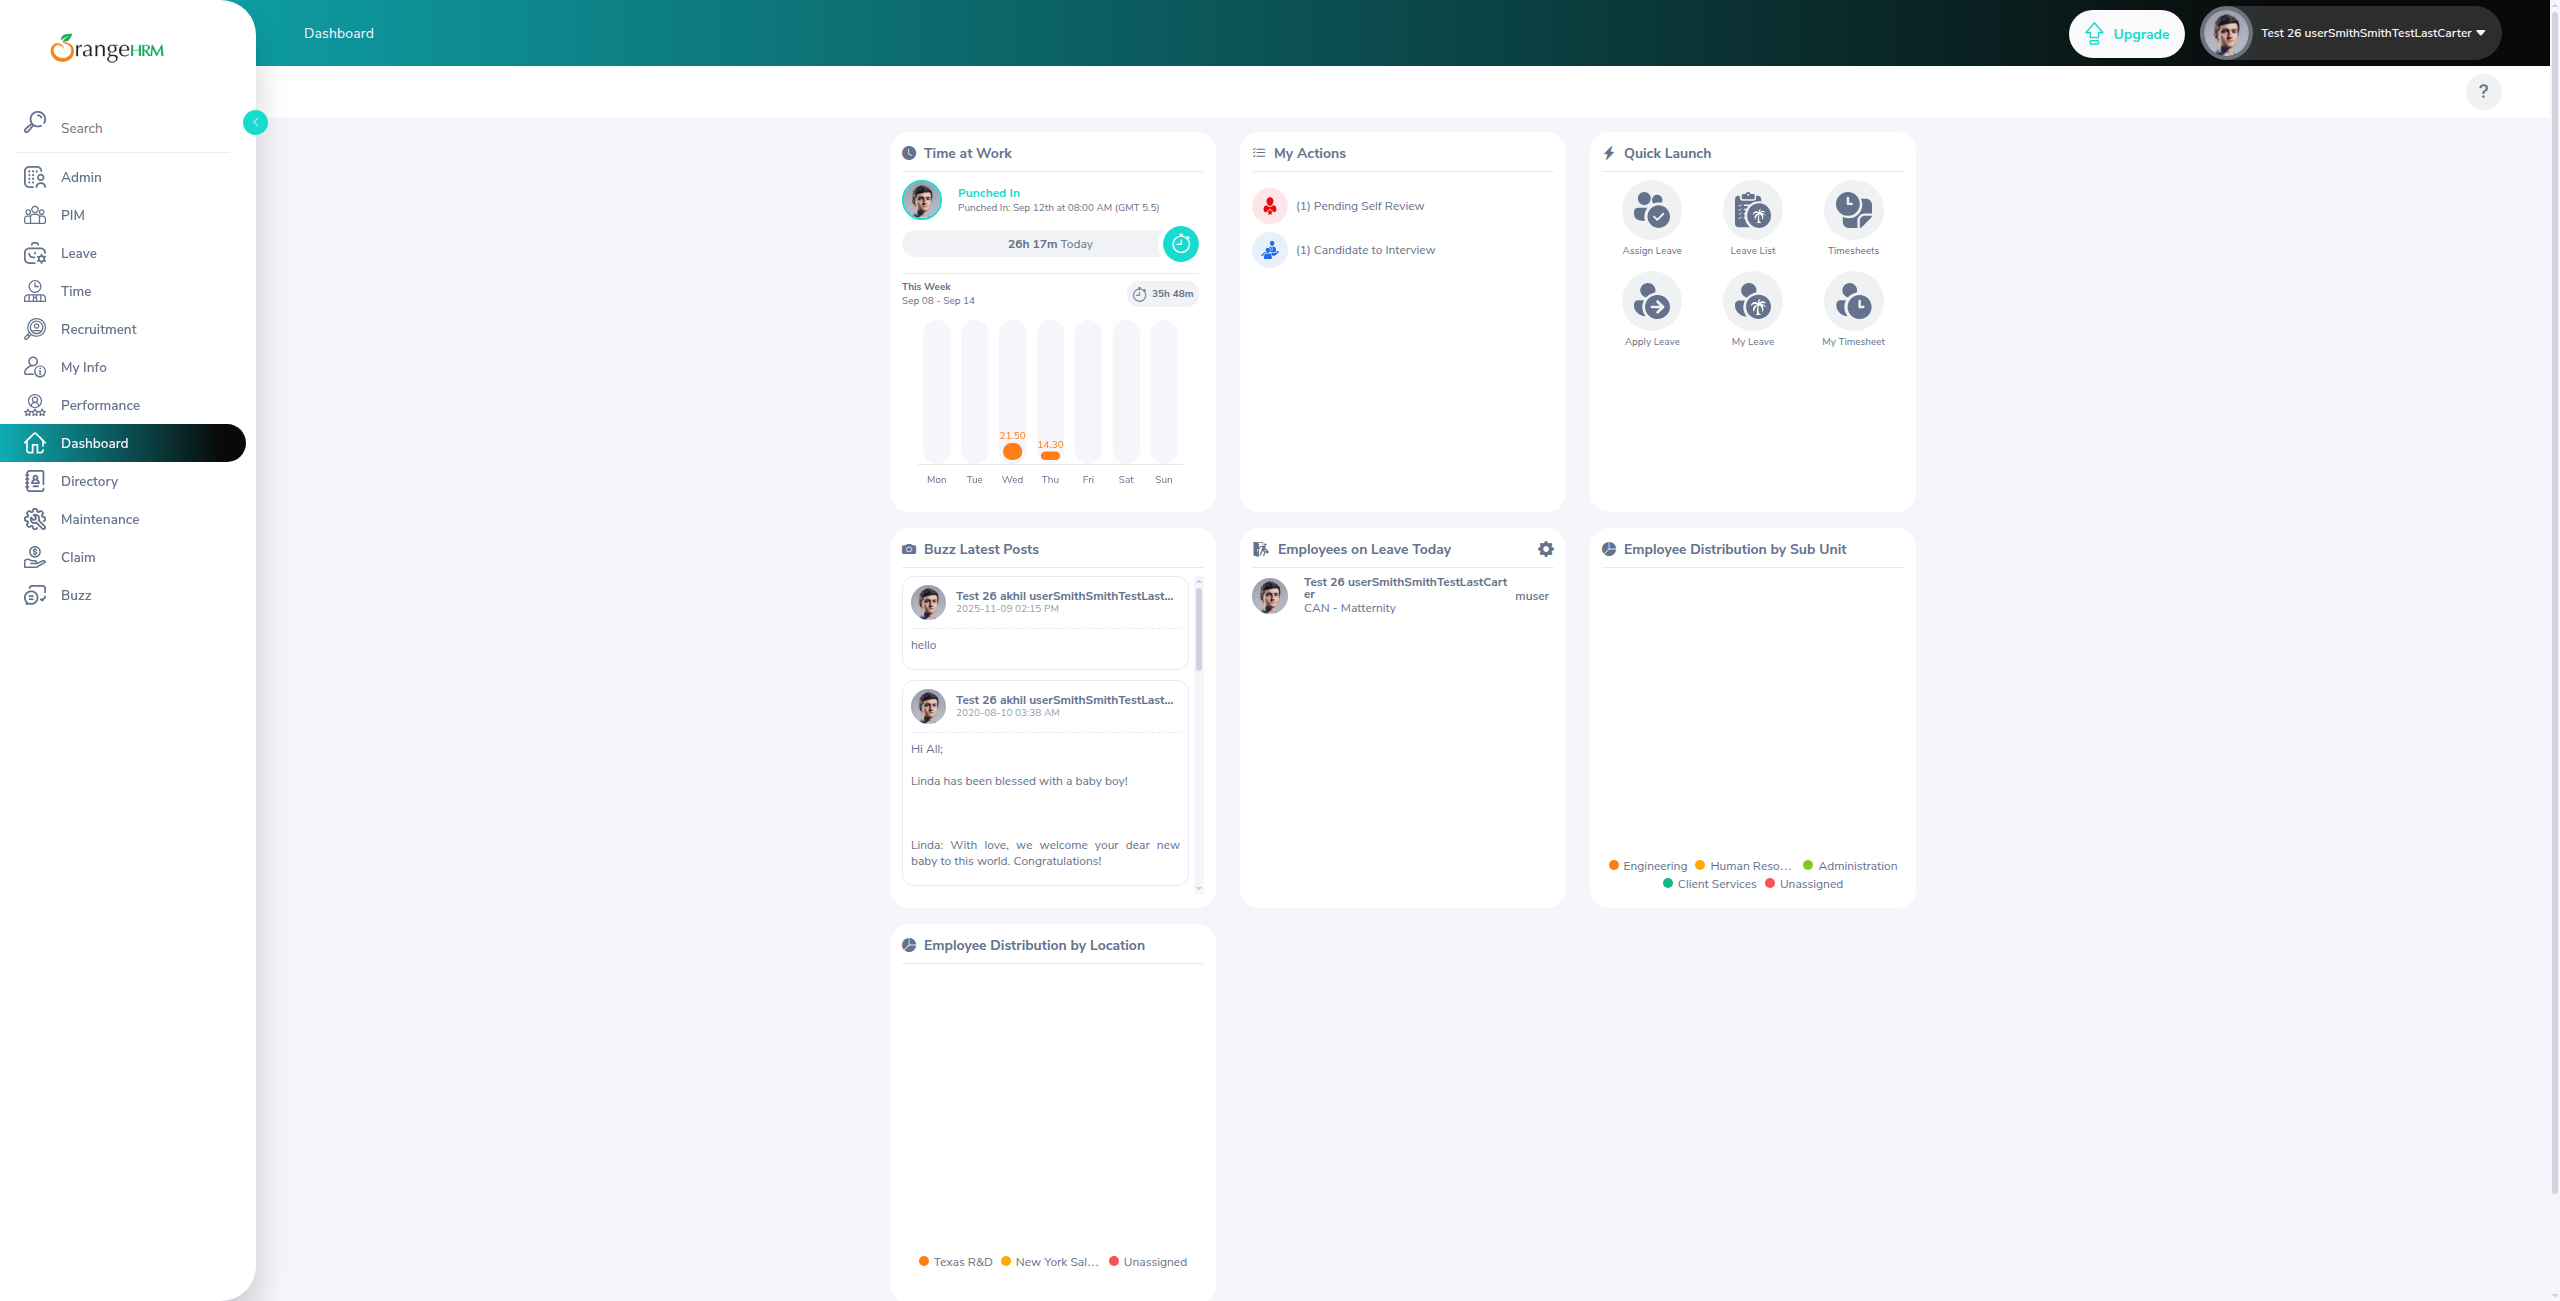 OrangeHRM
Search
Admin
PIM
Leave
Time
Recruitment
My Info
Performance
Dashboard
Directory
Maintenance
Claim
Buzz
Dashboard
Upgrade
Test 26 userSmithSmithTestLastCarter
?
Time at Work
Punched In
Punched In: Sep 12th at 08:00 AM (GMT 5.5)
26h 17m Today
This Week
Sep 08 - Sep 14
35h 48m
21.50
14.30
Mon Tue Wed Thu Fri Sat Sun
My Actions
(1) Pending Self Review
(1) Candidate to Interview
Quick Launch
Assign Leave
Leave List
Timesheets
Apply Leave
My Leave
My Timesheet
Buzz Latest Posts
Test 26 akhil userSmithSmithTestLast...
2025-11-09 02:15 PM
hello
Test 26 akhil userSmithSmithTestLast...
2020-08-10 03:38 AM
Hi All;
Linda has been blessed with a baby boy!
Linda: With love, we welcome your dear new
baby to this world. Congratulations!
Employees on Leave Today
Test 26 userSmithSmithTestLastCart
er
CAN - Matternity
muser
Employee Distribution by Sub Unit
Engineering Human Reso... Administration
Client Services Unassigned
Employee Distribution by Location
Texas R&D New York Sal... Unassigned